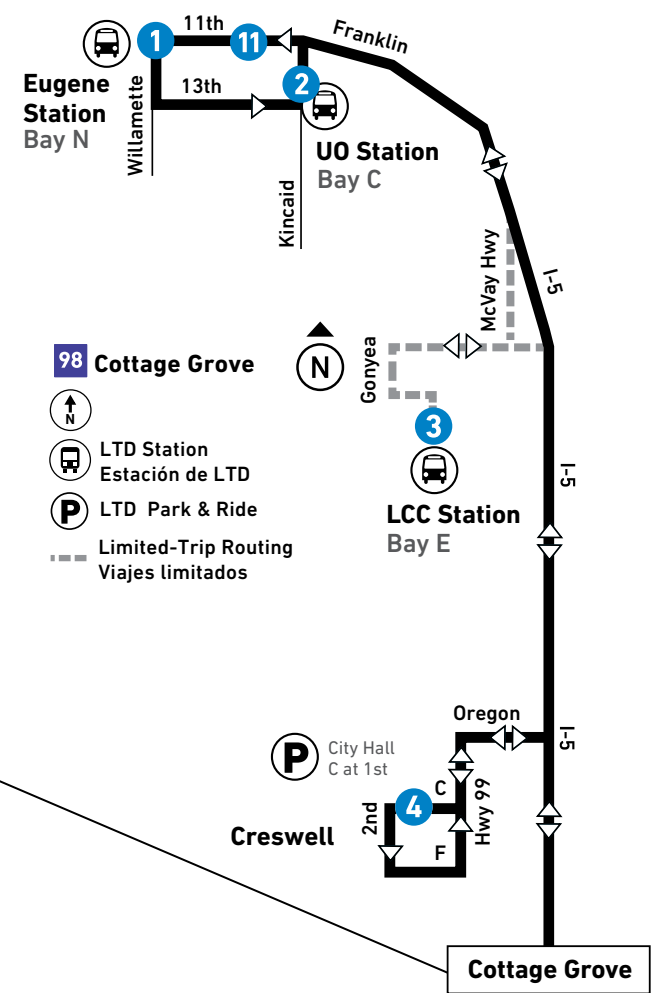 11th
Franklin
1
11
Eugene
Station
Bay N
13th
2
Willamette
UO Station
Bay C
Kincaid
McVay Hwy
I-5
98 Cottage Grove
N
Gonyea
N
3
LTD Station
Estación de LTD
I-5
P LTD Park & Ride
LCC Station
Bay E
Limited-Trip Routing
Viajes limitados
Oregon
I-5
P
City Hall
C at 1st
C
Hwy 99
2nd
4
Creswell
F
Cottage Grove